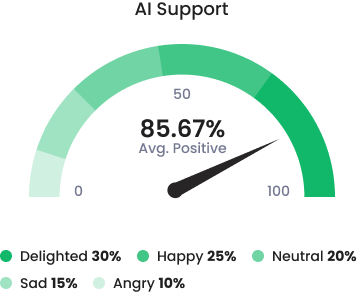 AI Support
50
85.67%
Avg. Positive
0 100
Delighted 30% Happy 25% Neutral 20%
Sad 15% Angry 10%